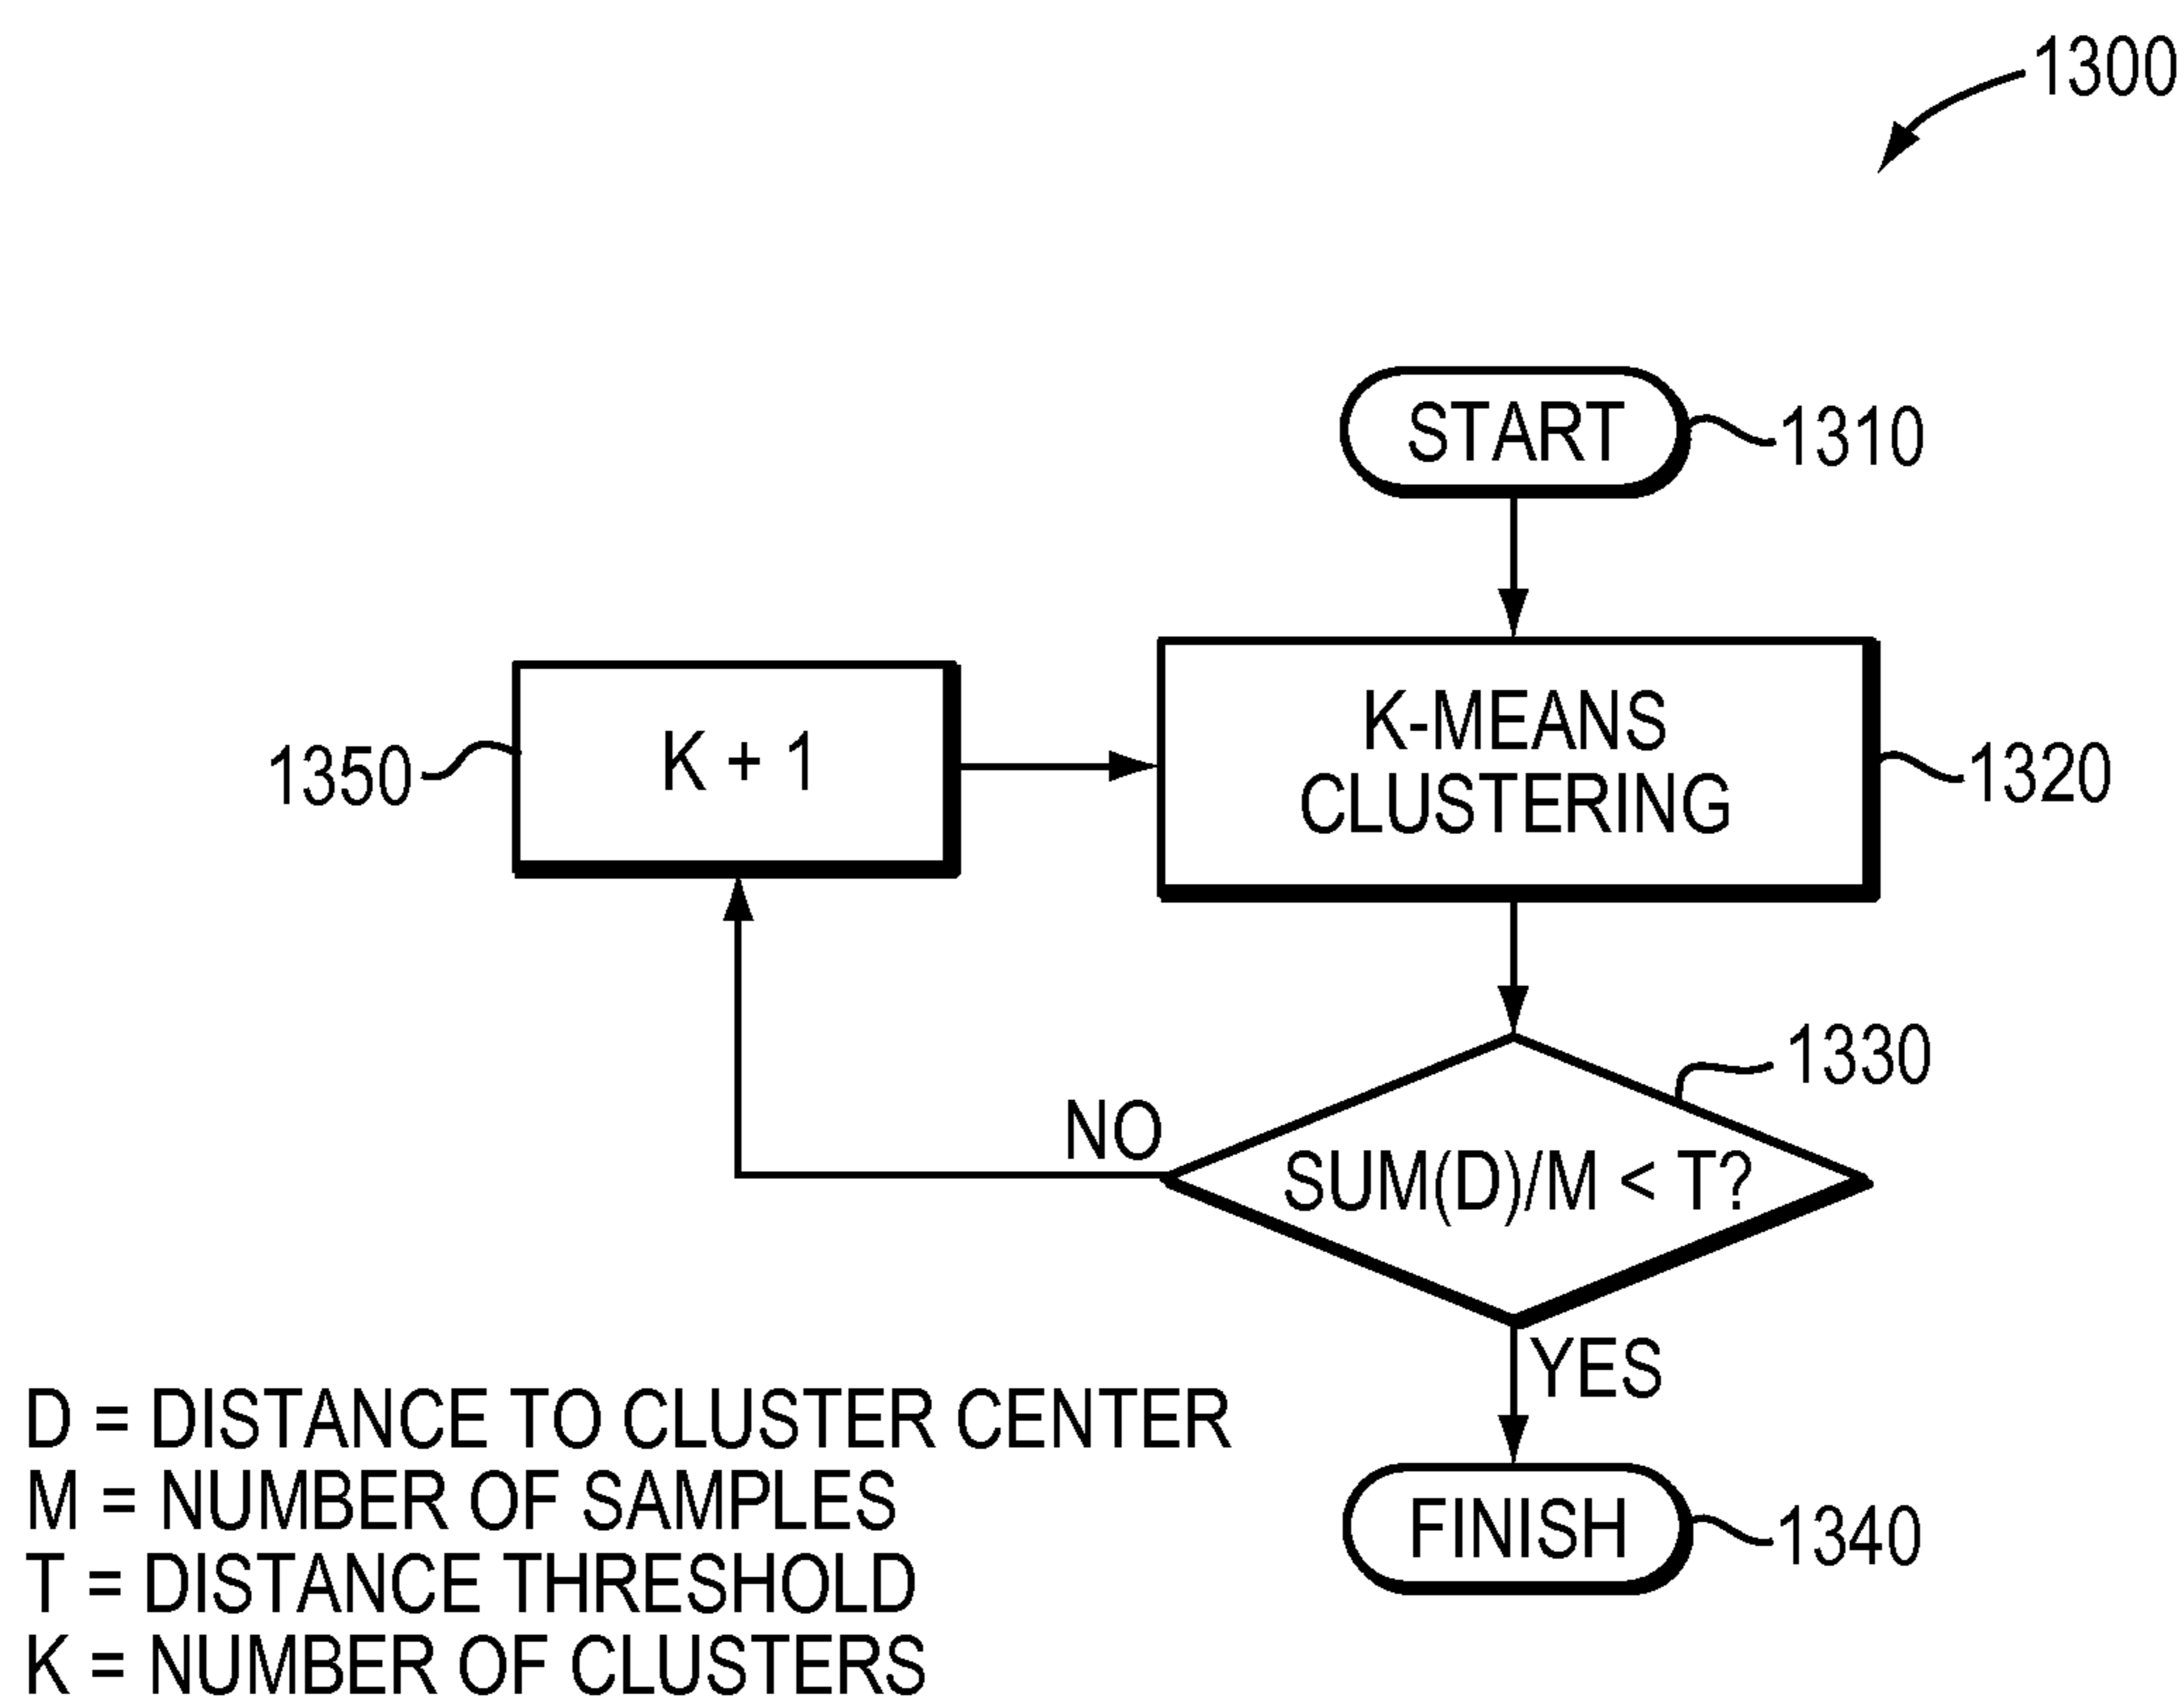 1300
START
1310
K-MEANS
CLUSTERING
1320
K + 1
1350
1330
SUM(D)/M < T?
NO
YES
FINISH
1340
D = DISTANCE TO CLUSTER CENTER
M = NUMBER OF SAMPLES
T = DISTANCE THRESHOLD
K = NUMBER OF CLUSTERS